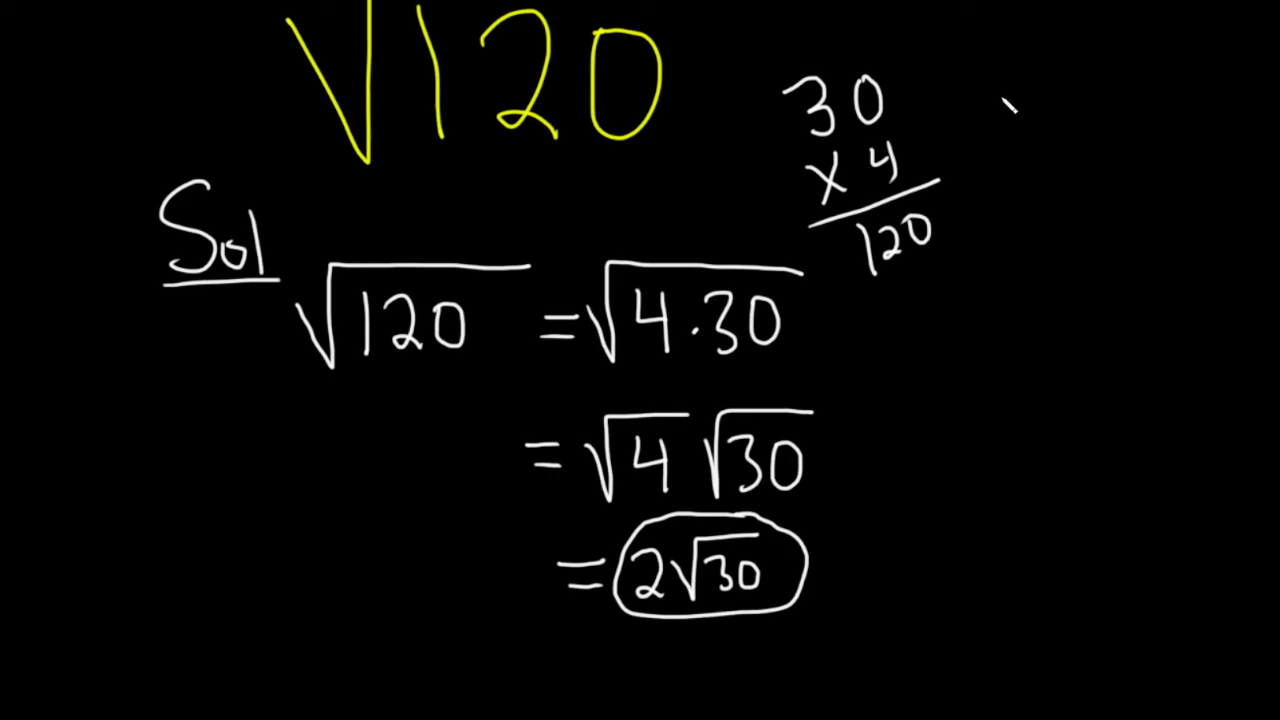 √120
30
x 4
120
Sol
√120 = √4·30
= √4 √30
= 2√30